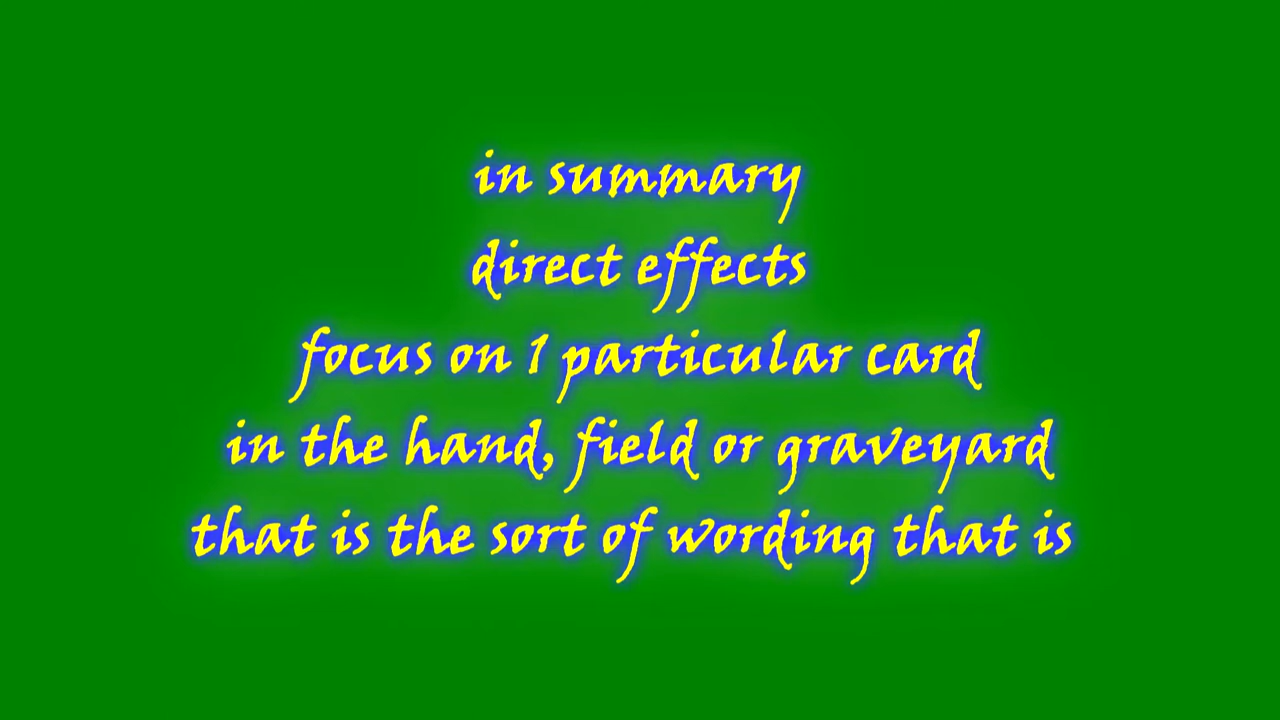 in summary
direct effects
focus on 1 particular card
in the hand, field or graveyard
that is the sort of wording that is